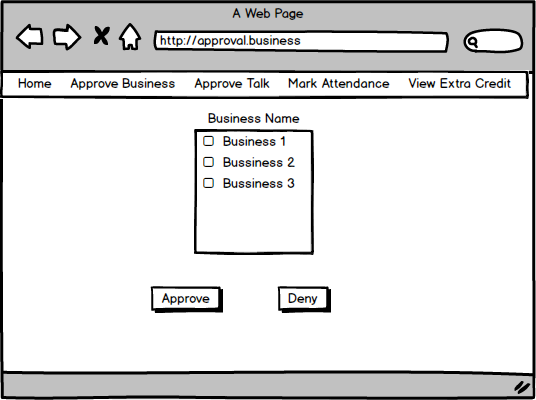 A Web Page
http://approval.business
Home Approve Business Approve Talk Mark Attendance View Extra Credit
Business Name
Business 1
Bussiness 2
Bussiness 3
Approve Deny